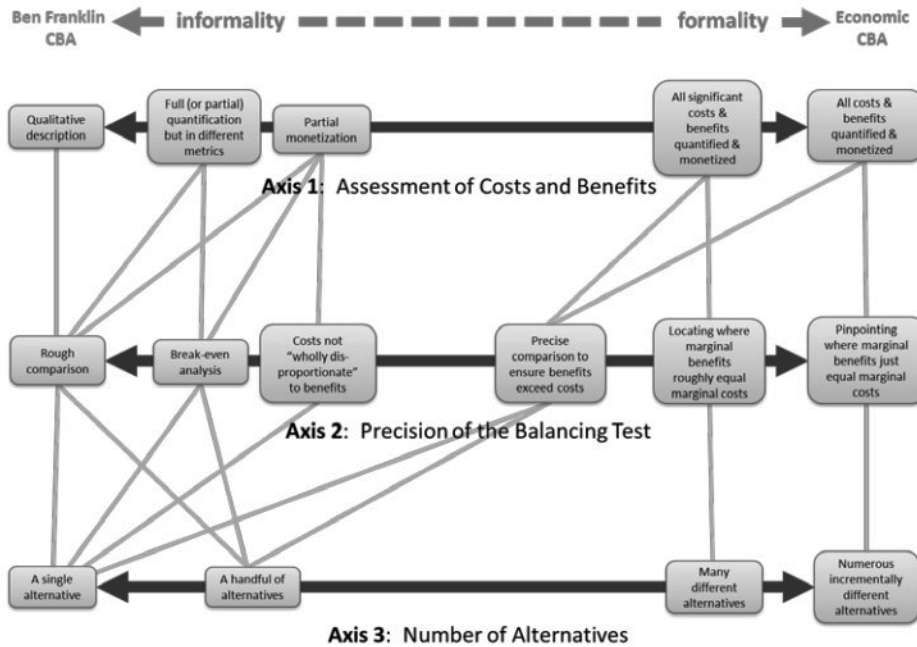 Ben Franklin
CBA
informality
formality
Economic
CBA
Qualitative
description
Full (or partial)
quantification
but in different
metrics
Partial
monetization
All significant
costs &
benefits
quantified &
monetized
All costs &
benefits
quantified &
monetized
Axis 1: Assessment of Costs and Benefits
Rough
comparison
Break-even
analysis
Costs not
"wholly dis-
proportionate"
to benefits
Precise
comparison to
ensure benefits
exceed costs
Locating where
marginal
benefits
roughly equal
marginal costs
Pinpointing
where marginal
benefits just
equal marginal
costs
Axis 2: Precision of the Balancing Test
A single
alternative
A handful of
alternatives
Many
different
alternatives
Numerous
incrementally
different
alternatives
Axis 3: Number of Alternatives